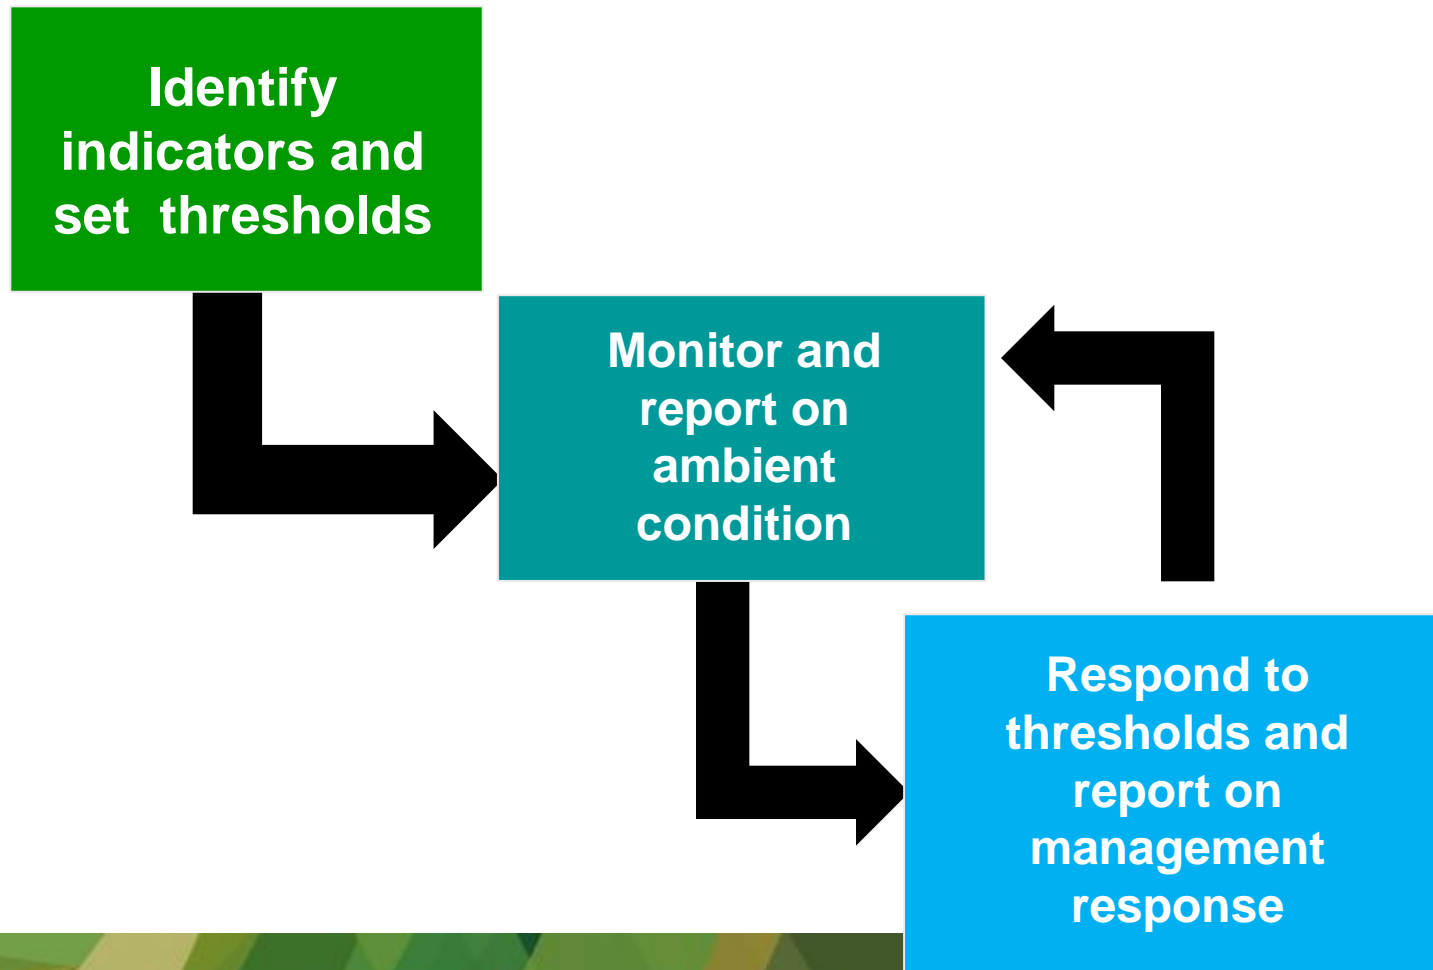 Identify
indicators and
set  thresholds
Monitor and
report on
ambient
condition
Respond to
thresholds and
report on
management
response